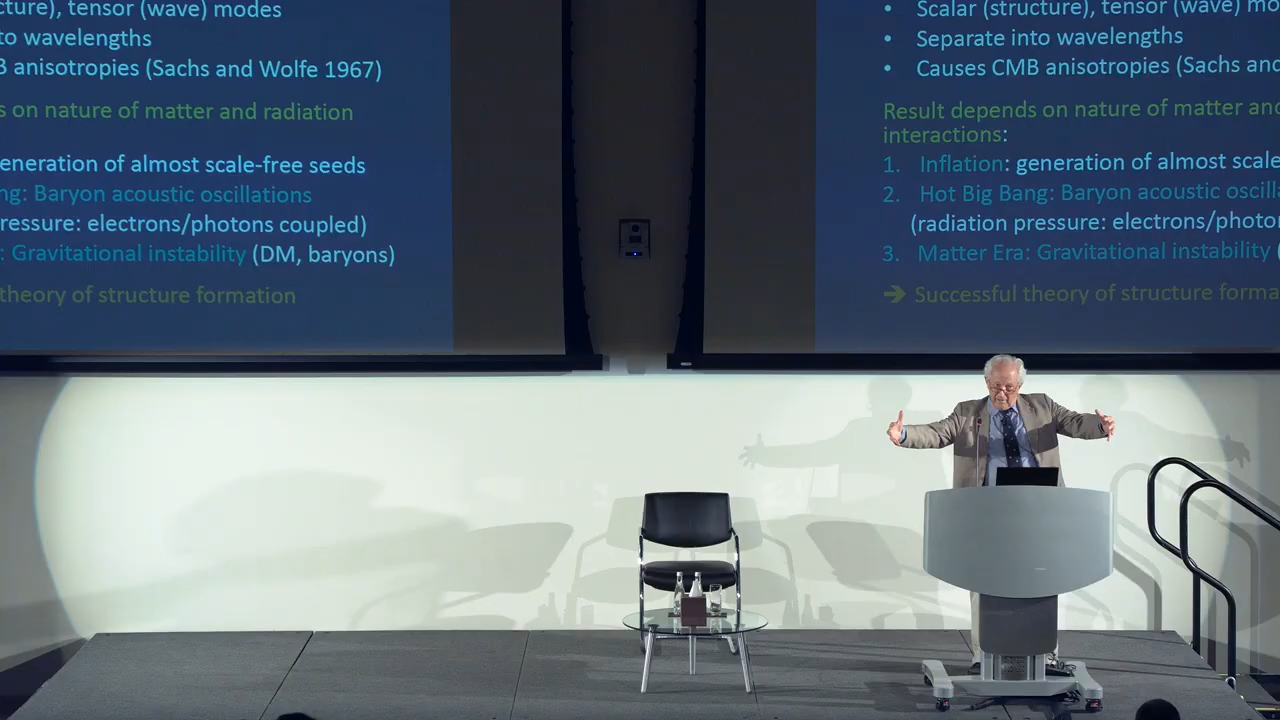 cture), tensor (wave) modes
to wavelengths
B anisotropies (Sachs and Wolfe 1967)
s on nature of matter and radiation
eneration of almost scale-free seeds
ng: Baryon acoustic oscillations
ressure: electrons/photons coupled)
: Gravitational instability (DM, baryons)
theory of structure formation
• Scalar (structure), tensor (wave) mo
• Separate into wavelengths
• Causes CMB anisotropies (Sachs and
Result depends on nature of matter and
interactions:
1. Inflation: generation of almost scale
2. Hot Big Bang: Baryon acoustic oscilla
(radiation pressure: electrons/photon
3. Matter Era: Gravitational instability (
➔ Successful theory of structure forma